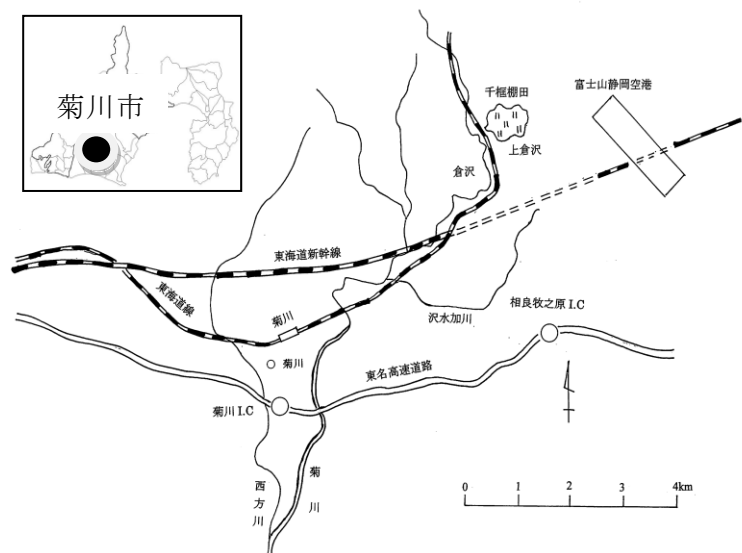 菊川市
千框棚田
富士山静岡空港
上倉沢
倉沢
東海道新幹線
東海道線
菊川
沢水加川
相良牧之原 I.C
菊川
東名高速道路
菊川 I.C
西方川
菊川
0 1 2 3 4km